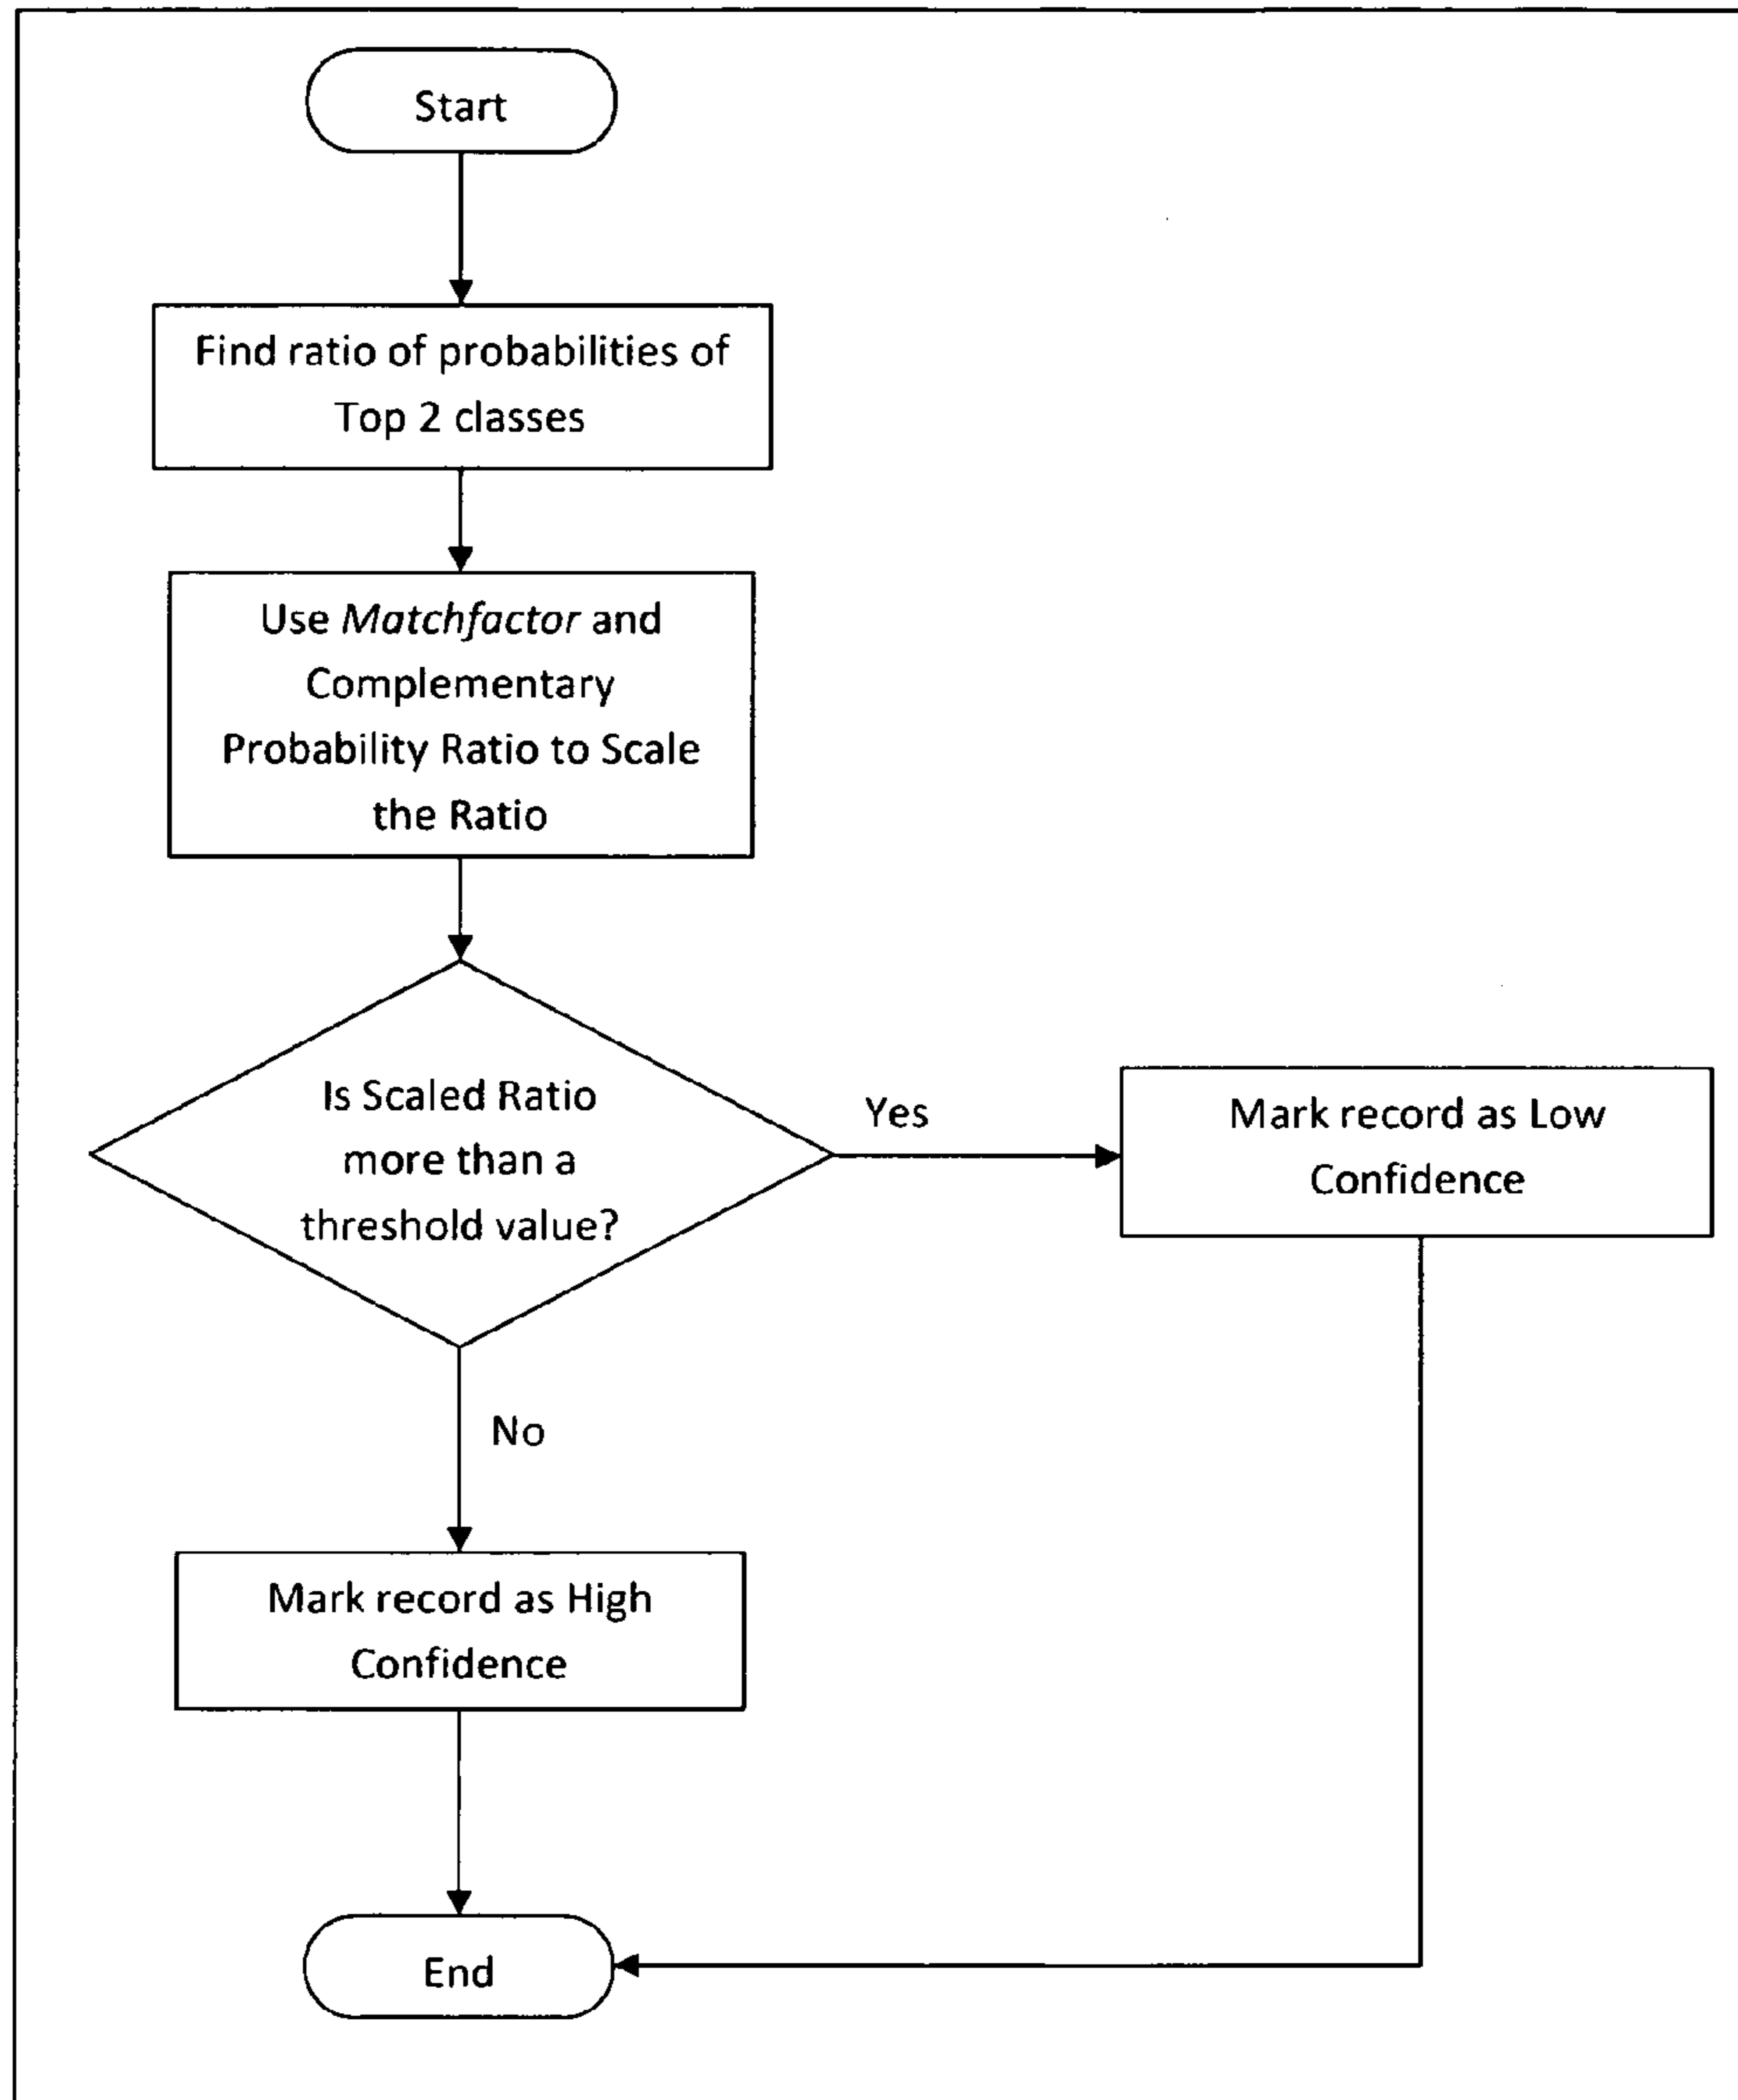 Start
Find ratio of probabilities of
Top 2 classes
Use Matchfactor and
Complementary
Probability Ratio to Scale
the Ratio
Is Scaled Ratio
more than a
threshold value?
Yes
Mark record as Low
Confidence
No
Mark record as High
Confidence
End